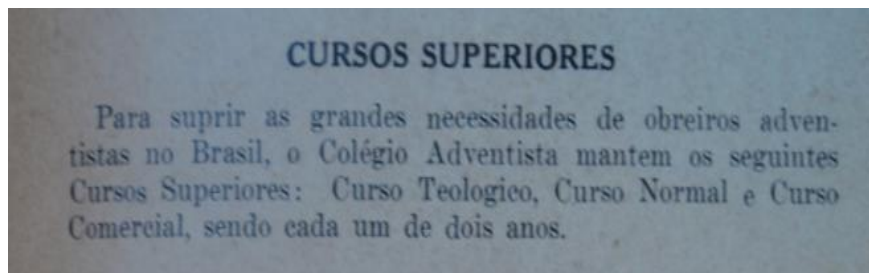 CURSOS SUPERIORES
Para suprir as grandes necessidades de obreiros adven-
tistas no Brasil, o Colégio Adventista mantem os seguintes
Cursos Superiores: Curso Teologico, Curso Normal e Curso
Comercial, sendo cada um de dois anos.